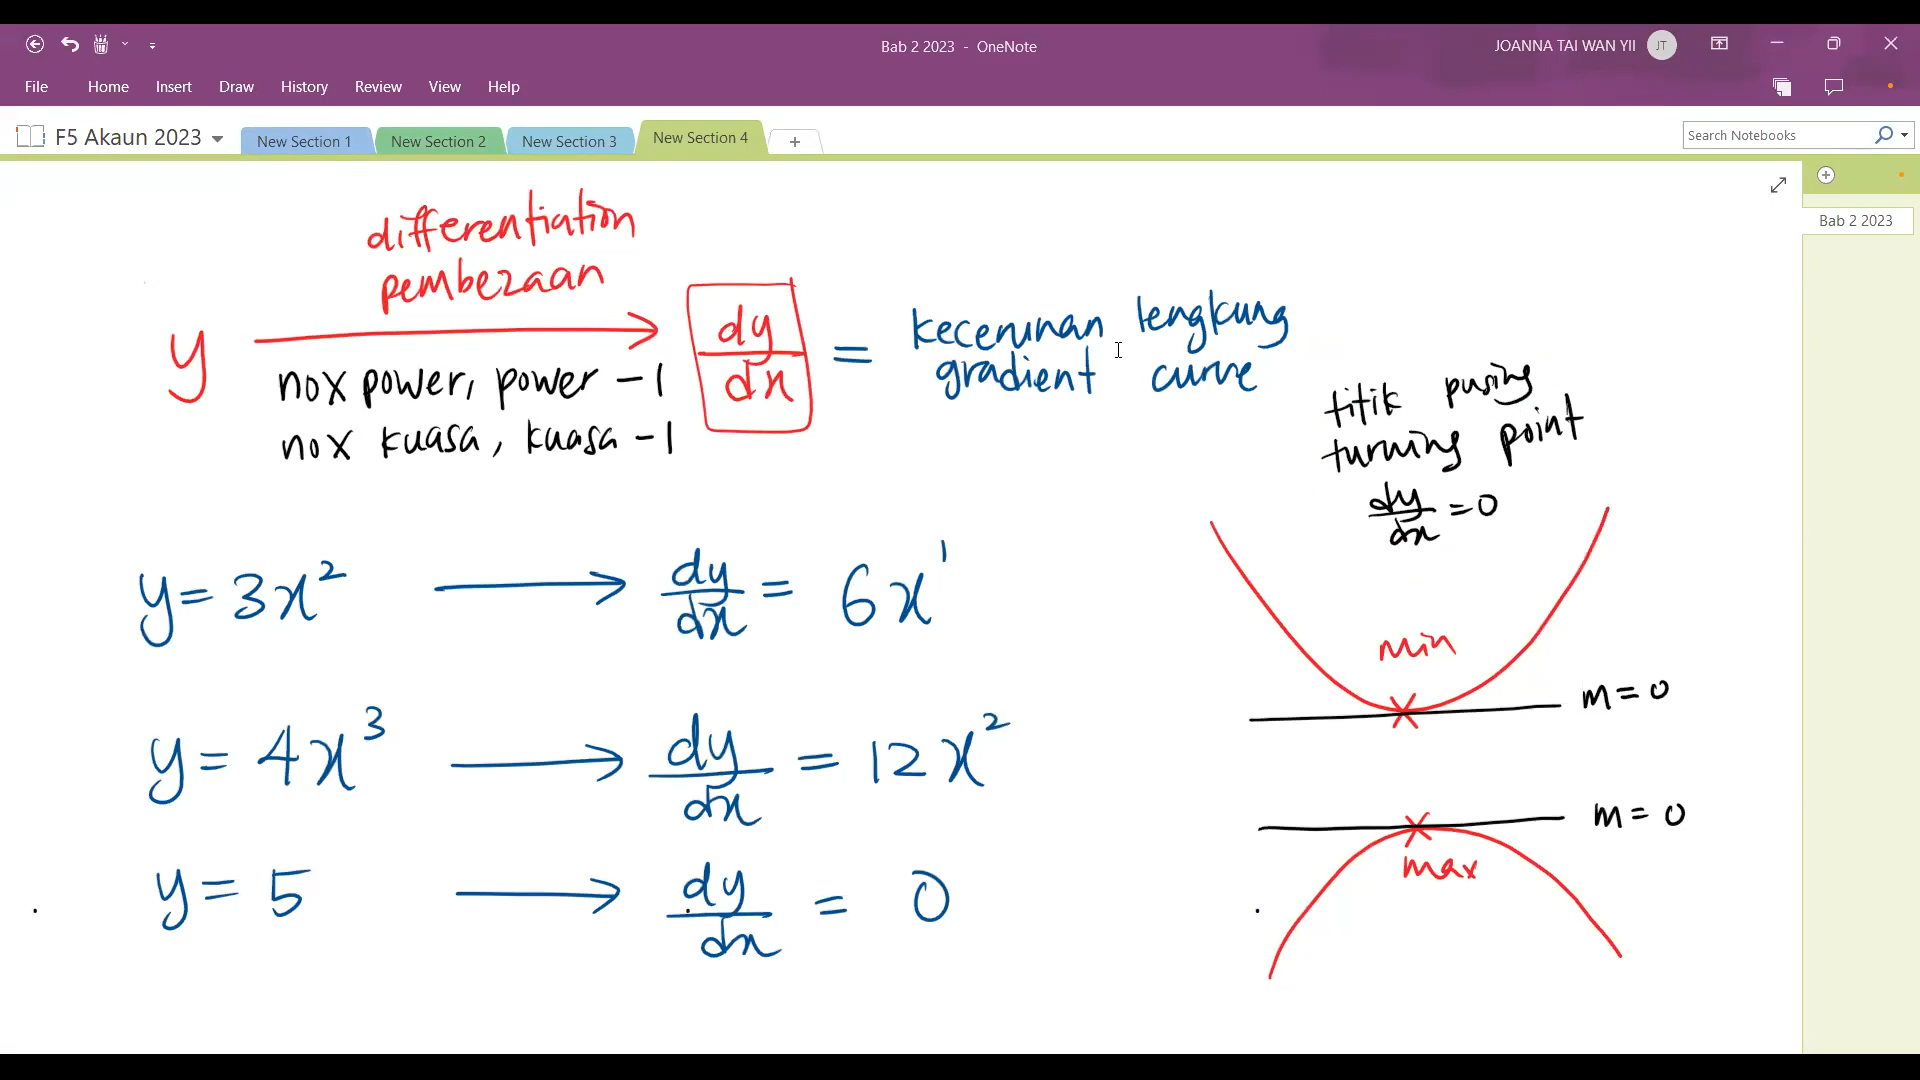 Bab 2 2023 - OneNote
JOANNA TAI WAN YII JT
File Home Insert Draw History Review View Help
F5 Akaun 2023 New Section 1 New Section 2 New Section 3 New Section 4 +
Search Notebooks
Bab 2 2023
differentiation
pembezaan
y → dy/dx = kecerunan lengkung
gradient curve
no x power, power -1
no x kuasa, kuasa -1
titik pusing
turning point
dy/dx = 0
y = 3x² → dy/dx = 6x¹
min
m = 0
y = 4x³ → dy/dx = 12x²
m = 0
max
y = 5 → dy/dx = 0